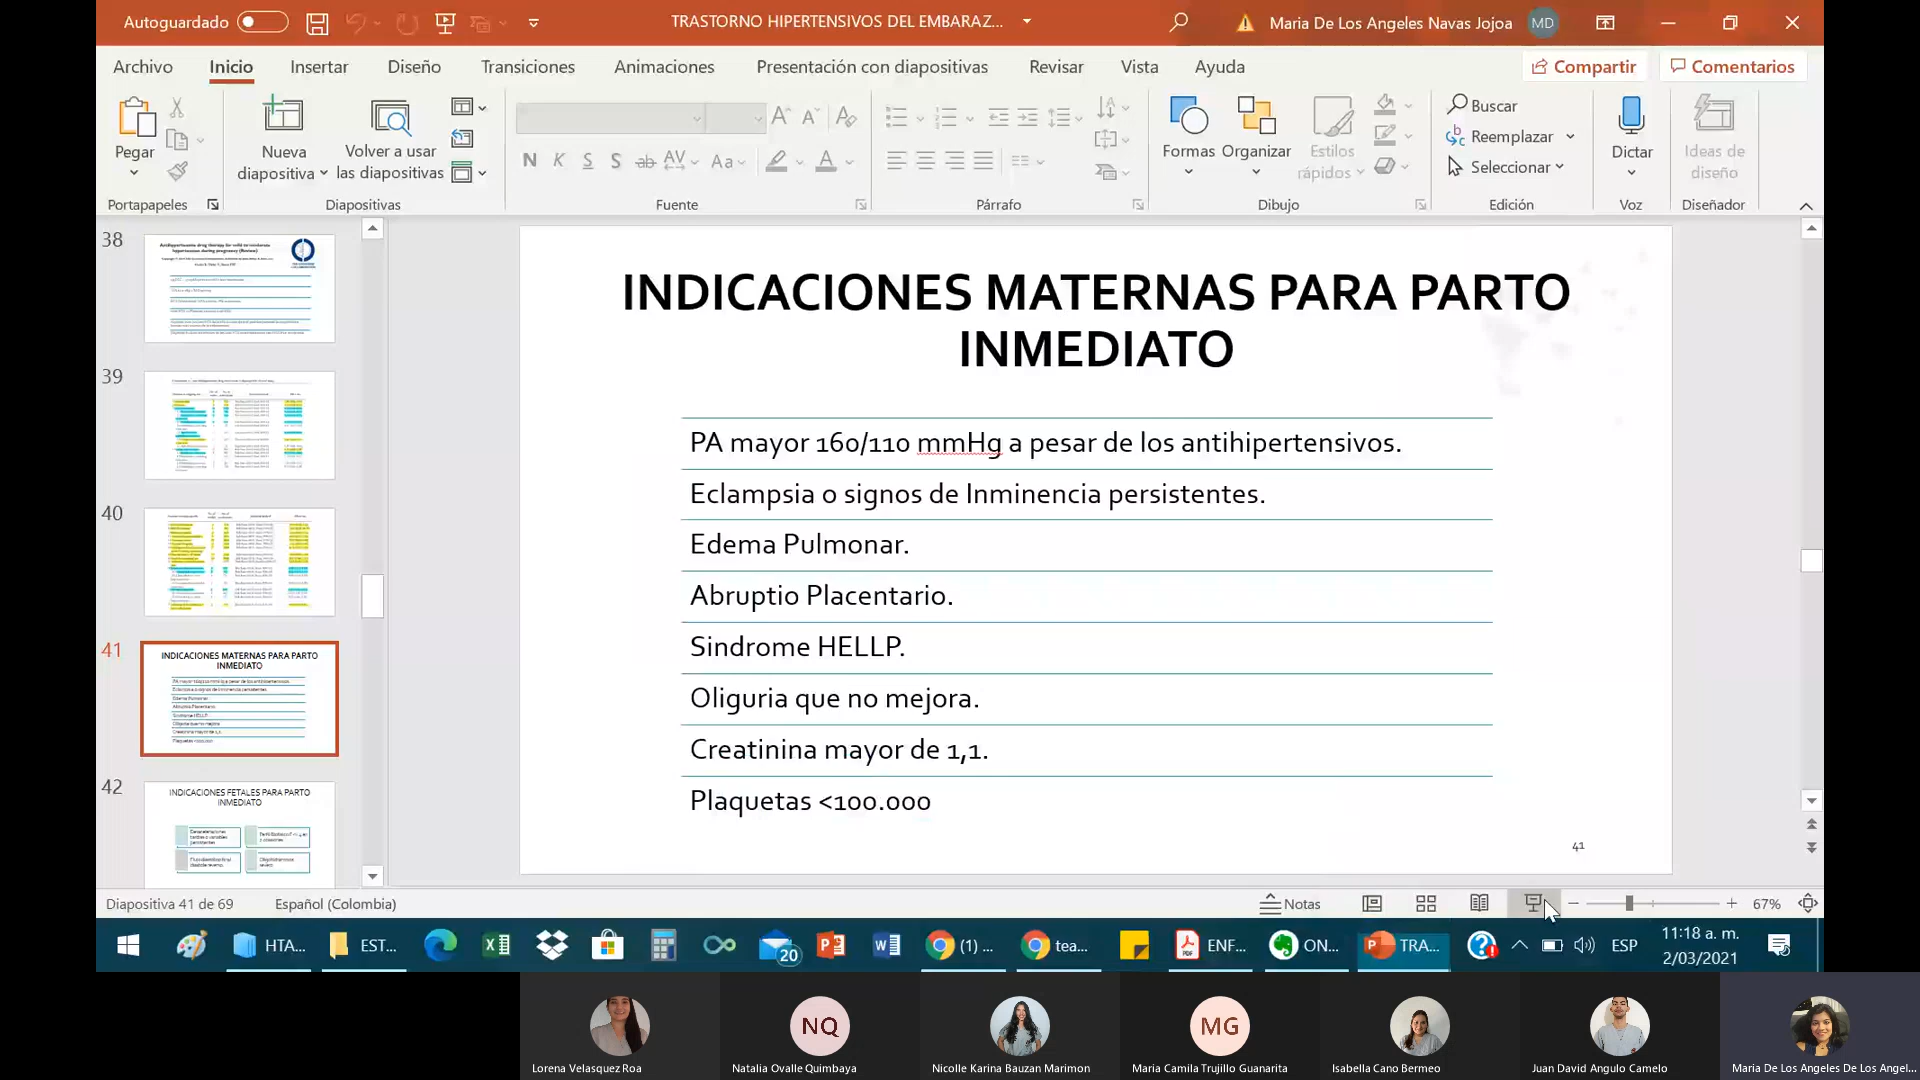 Autoguardado
TRASTORNO HIPERTENSIVOS DEL EMBARAZ...
Maria De Los Angeles Navas Jojoa
MD
Archivo
Inicio
Insertar
Diseño
Transiciones
Animaciones
Presentación con diapositivas
Revisar
Vista
Ayuda
Compartir
Comentarios
Pegar
Nueva
diapositiva
Volver a usar
las diapositivas
N K S S ab AV Aa A
Formas
Organizar
Estilos
rápidos
Buscar
Reemplazar
Seleccionar
Dictar
Ideas de
diseño
Portapapeles
Diapositivas
Fuente
Párrafo
Dibujo
Edición
Voz
Diseñador
38
39
40
41
INDICACIONES MATERNAS PARA PARTO
INMEDIATO
42
INDICACIONES FETALES PARA PARTO
INMEDIATO
INDICACIONES MATERNAS PARA PARTO
INMEDIATO
PA mayor 160/110 mmHg a pesar de los antihipertensivos.
Eclampsia o signos de Inminencia persistentes.
Edema Pulmonar.
Abruptio Placentario.
Sindrome HELLP.
Oliguria que no mejora.
Creatinina mayor de 1,1.
Plaquetas <100.000
41
Diapositiva 41 de 69
Español (Colombia)
Notas
67%
HTA...
EST...
20
(1) ...
tea...
ENF...
ON...
TRA...
ESP
11:18 a. m.
2/03/2021
NQ
MG
Lorena Velasquez Roa
Natalia Ovalle Quimbaya
Nicolle Karina Bauzan Marimon
Maria Camila Trujillo Guanarita
Isabella Cano Bermeo
Juan David Angulo Camelo
Maria De Los Angeles De Los Angel...